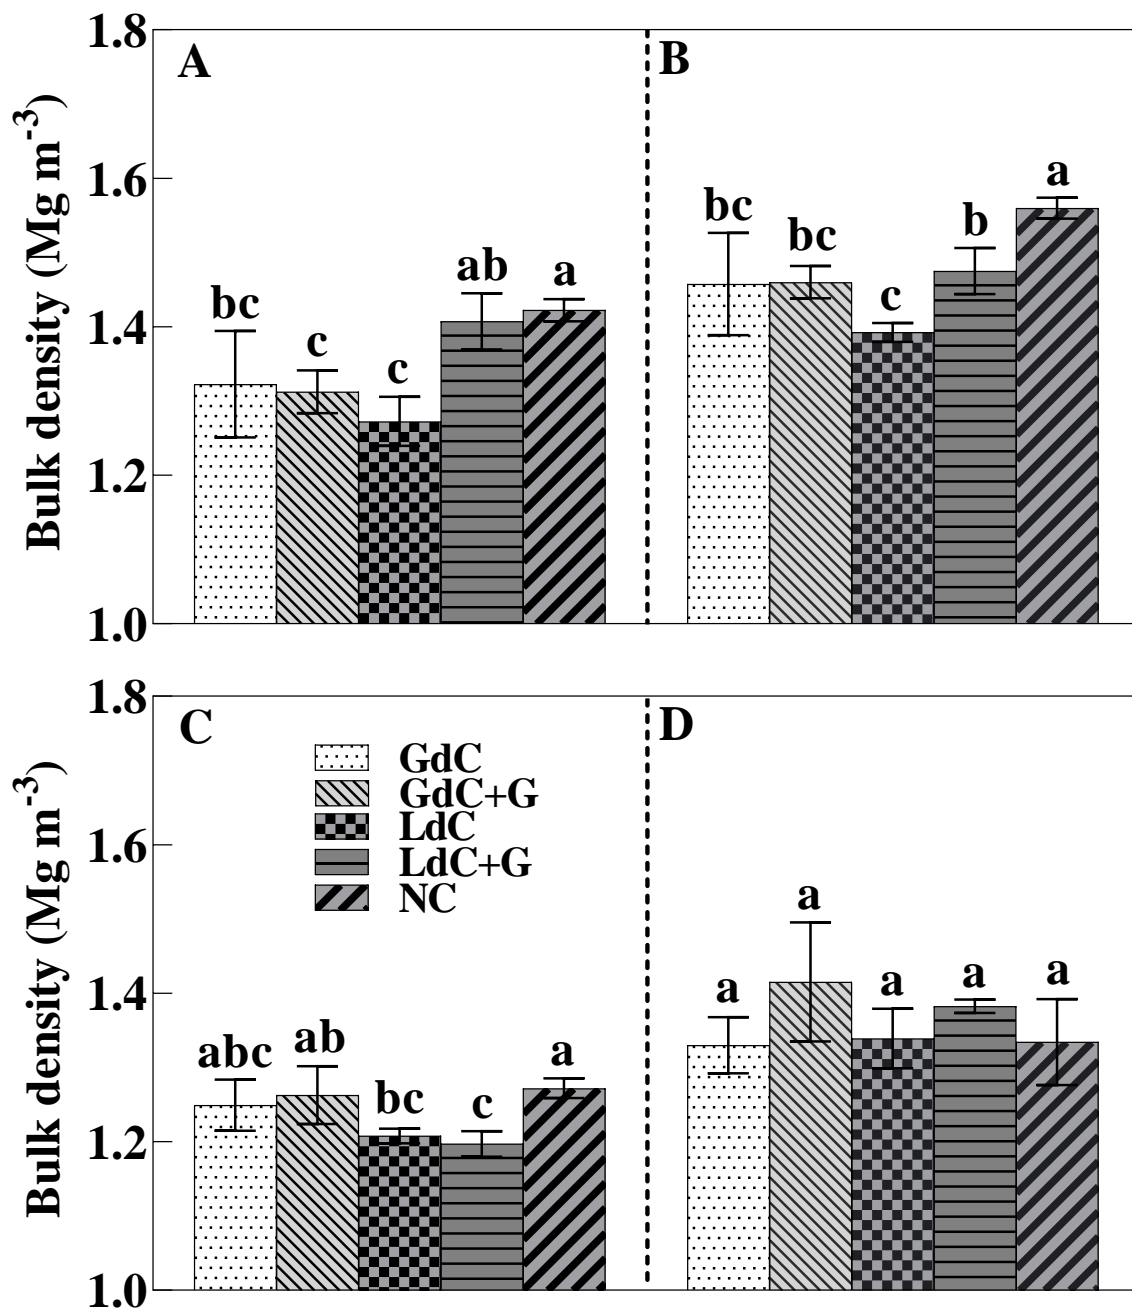 1.8
A
B
Bulk density (Mg m⁻³)
1.6
1.4
1.2
1.0
bc
c
c
ab
a
bc
bc
c
b
a
1.8
C
D
GdC
GdC+G
LdC
LdC+G
NC
Bulk density (Mg m⁻³)
1.6
1.4
1.2
1.0
abc
ab
bc
c
a
a
a
a
a
a